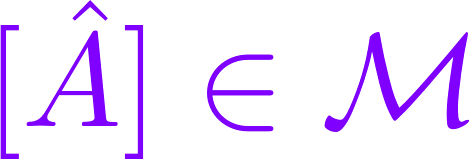 [Â] ∈ ℳ